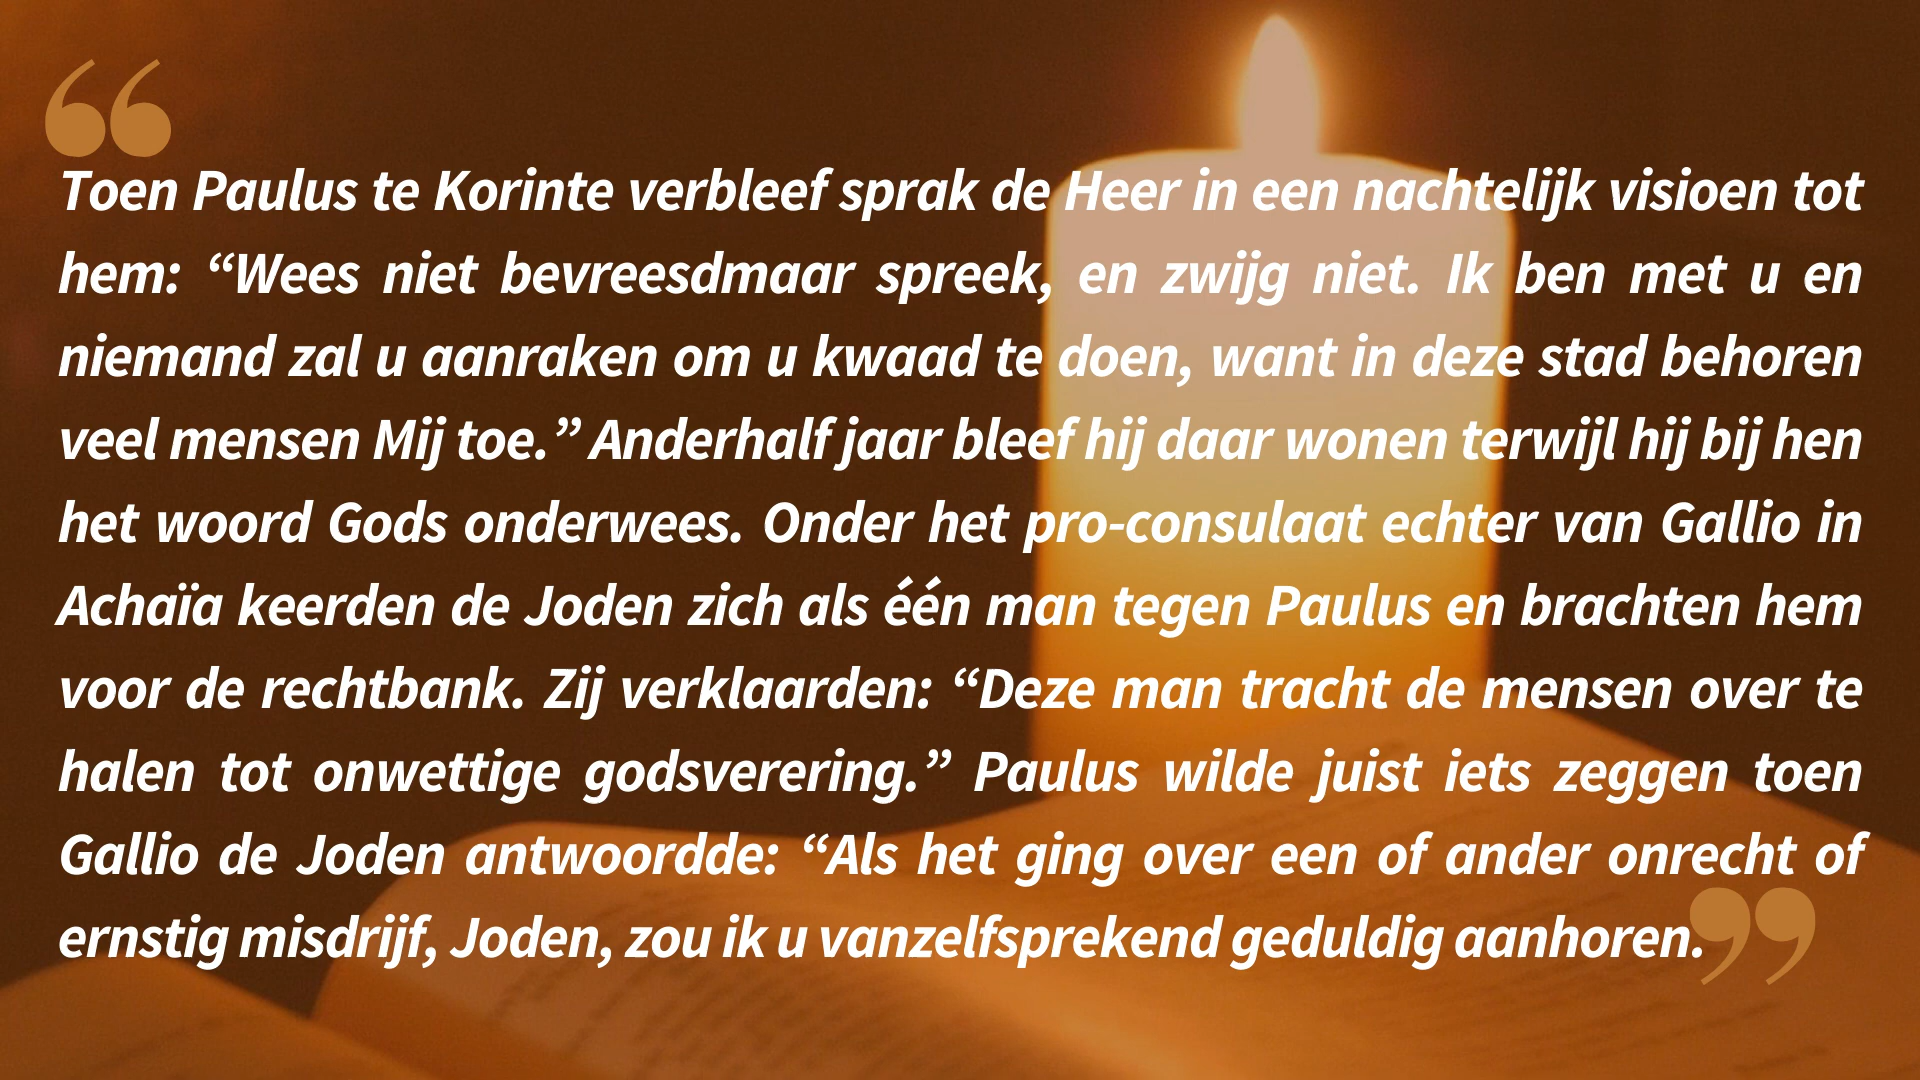 Toen Paulus te Korinte verbleef sprak de Heer in een nachtelijk visioen tot
hem: “Wees niet bevreesdmaar spreek, en zwijg niet. Ik ben met u en
niemand zal u aanraken om u kwaad te doen, want in deze stad behoren
veel mensen Mij toe.” Anderhalf jaar bleef hij daar wonen terwijl hij bij hen
het woord Gods onderwees. Onder het pro-consulaat echter van Gallio in
Achaïa keerden de Joden zich als één man tegen Paulus en brachten hem
voor de rechtbank. Zij verklaarden: “Deze man tracht de mensen over te
halen tot onwettige godsverering.” Paulus wilde juist iets zeggen toen
Gallio de Joden antwoordde: “Als het ging over een of ander onrecht of
ernstig misdrijf, Joden, zou ik u vanzelfsprekend geduldig aanhoren.